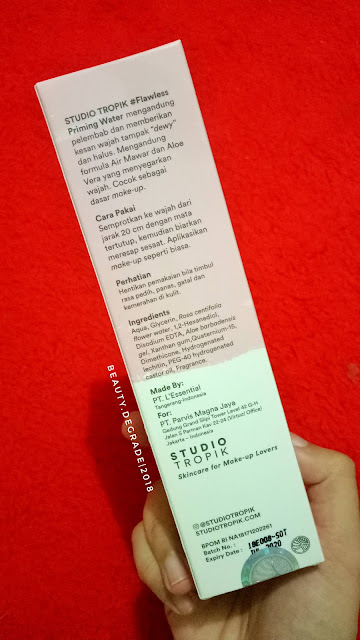 STUDIO TROPIK #Flawless
Priming Water mengandung
pelembab dan memberikan
kesan wajah tampak "dewy"
dan halus. Mengandung
formula Air Mawar dan Aloe
Vera yang menyegarkan
wajah. Cocok sebagai
dasar make-up.
Cara Pakai
Semprotkan ke wajah dari
jarak 20 cm dengan mata
tertutup, kemudian biarkan
meresap sesaat. Aplikasikan
make-up seperti biasa.
Perhatian
Hentikan pemakaian bila timbul
rasa pedih, panas, gatal dan
kemerahan di kulit.
Ingredients
Aqua, Glycerin, Rosa centifolia
flower water, 1,2-Hexanediol,
Disodium EDTA, Aloe barbadensis
gel, Xanthan gum, Quaternium-15,
Dimethicone, Hydrogenated
lechitin, PEG-40 hydrogenated
castor oil, Fragrance.
Made By:
PT. L'Essential
Tangerang-Indonesia
For:
PT. Parvis Magna Jaya
Gedung Grand Slipi Tower Level 42 G-H
Jalan S Parman Kav 22-24 (Virtual Office)
Jakarta - Indonesia
STUDIO
TROPIK
Skincare for Make-up Lovers
@STUDIOTROPIK
STUDIOTROPIK.COM
BPOM RI NA18171202261
Batch No. : IBE008-SDT
Expiry Date : 2020
BEAUTY.DEGRADE|2018